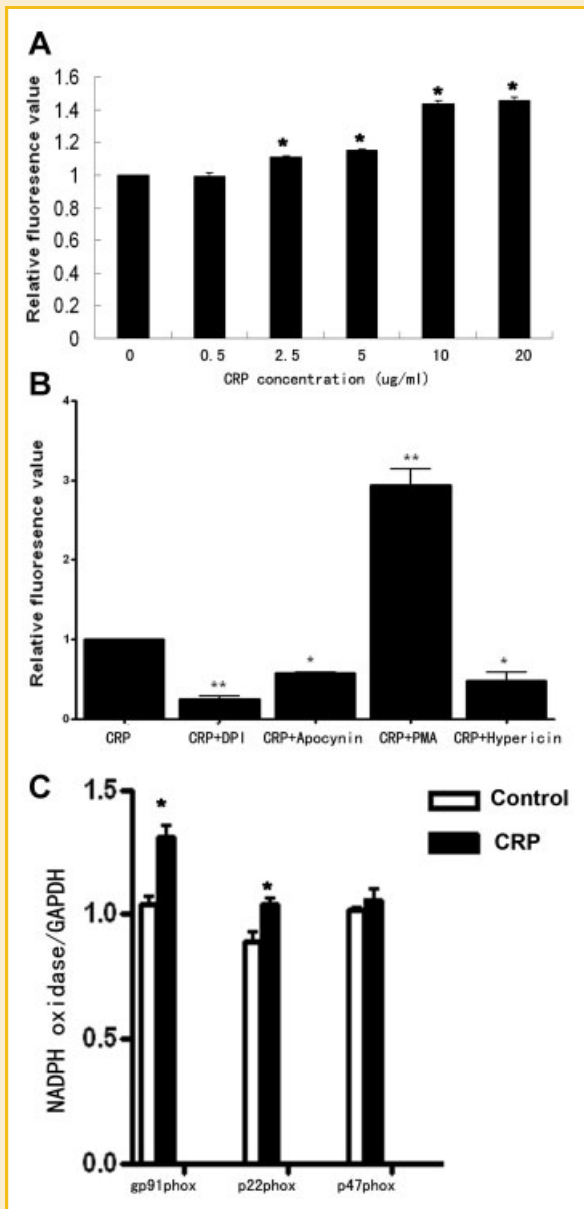 A
Relative fluoresence value
1.6
1.4
1.2
1
0.8
0.6
0.4
0.2
0
* * * *
0 0.5 2.5 5 10 20
CRP concentration (ug/ml)
B
Relative fluoresence value
4
3
2
1
0
** * ** *
CRP CRP+DPI CRP+Apocynin CRP+PMA CRP+Hypericin
C
NADPH oxidase/GAPDH
1.5
1.0
0.5
0.0
* *
Control
CRP
gp91phox p22phox p47phox